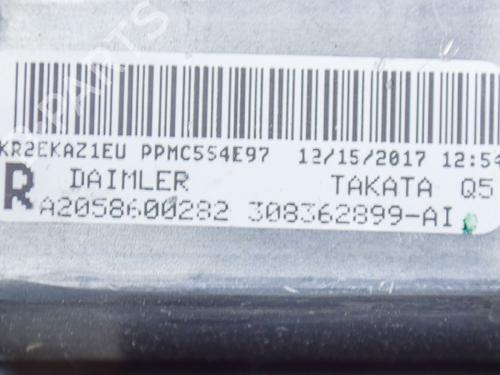 KR2EKAZ1EU PPMC554E97 12/15/2017 12:54
R DAIMLER TAKATA Q5
A2058600282 308362899-AI